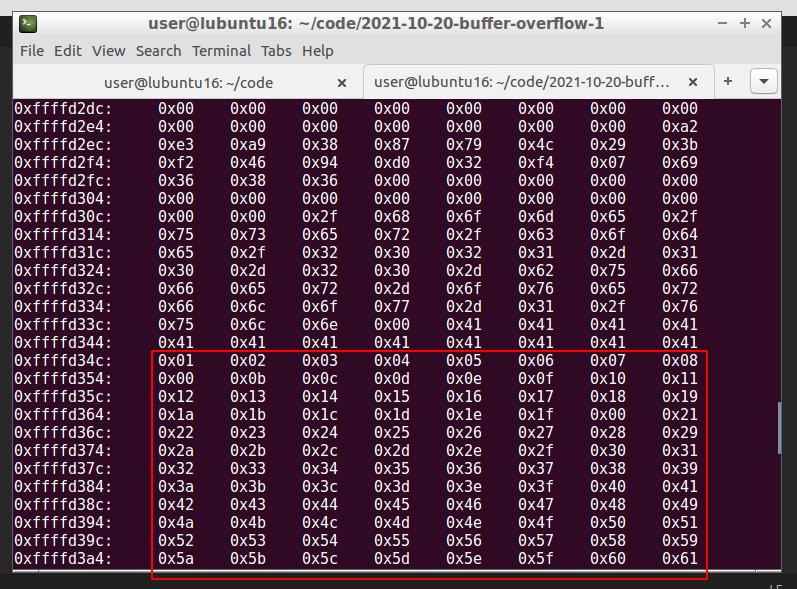 user@lubuntu16: ~/code/2021-10-20-buffer-overflow-1
File Edit View Search Terminal Tabs Help
user@lubuntu16: ~/code
user@lubuntu16: ~/code/2021-10-20-buff...
0xffffd2dc: 0x00 0x00 0x00 0x00 0x00 0x00 0x00 0x00
0xffffd2e4: 0x00 0x00 0x00 0x00 0x00 0x00 0x00 0xa2
0xffffd2ec: 0xe3 0xa9 0x38 0x87 0x79 0x4c 0x29 0x3b
0xffffd2f4: 0xf2 0x46 0x94 0xd0 0x32 0xf4 0x07 0x69
0xffffd2fc: 0x36 0x38 0x36 0x00 0x00 0x00 0x00 0x00
0xffffd304: 0x00 0x00 0x00 0x00 0x00 0x00 0x00 0x00
0xffffd30c: 0x00 0x00 0x2f 0x68 0x6f 0x6d 0x65 0x2f
0xffffd314: 0x75 0x73 0x65 0x72 0x2f 0x63 0x6f 0x64
0xffffd31c: 0x65 0x2f 0x32 0x30 0x32 0x31 0x2d 0x31
0xffffd324: 0x30 0x2d 0x32 0x30 0x2d 0x62 0x75 0x66
0xffffd32c: 0x66 0x65 0x72 0x2d 0x6f 0x76 0x65 0x72
0xffffd334: 0x66 0x6c 0x6f 0x77 0x2d 0x31 0x2f 0x76
0xffffd33c: 0x75 0x6c 0x6e 0x00 0x41 0x41 0x41 0x41
0xffffd344: 0x41 0x41 0x41 0x41 0x41 0x41 0x41 0x41
0xffffd34c: 0x01 0x02 0x03 0x04 0x05 0x06 0x07 0x08
0xffffd354: 0x00 0x0b 0x0c 0x0d 0x0e 0x0f 0x10 0x11
0xffffd35c: 0x12 0x13 0x14 0x15 0x16 0x17 0x18 0x19
0xffffd364: 0x1a 0x1b 0x1c 0x1d 0x1e 0x1f 0x00 0x21
0xffffd36c: 0x22 0x23 0x24 0x25 0x26 0x27 0x28 0x29
0xffffd374: 0x2a 0x2b 0x2c 0x2d 0x2e 0x2f 0x30 0x31
0xffffd37c: 0x32 0x33 0x34 0x35 0x36 0x37 0x38 0x39
0xffffd384: 0x3a 0x3b 0x3c 0x3d 0x3e 0x3f 0x40 0x41
0xffffd38c: 0x42 0x43 0x44 0x45 0x46 0x47 0x48 0x49
0xffffd394: 0x4a 0x4b 0x4c 0x4d 0x4e 0x4f 0x50 0x51
0xffffd39c: 0x52 0x53 0x54 0x55 0x56 0x57 0x58 0x59
0xffffd3a4: 0x5a 0x5b 0x5c 0x5d 0x5e 0x5f 0x60 0x61